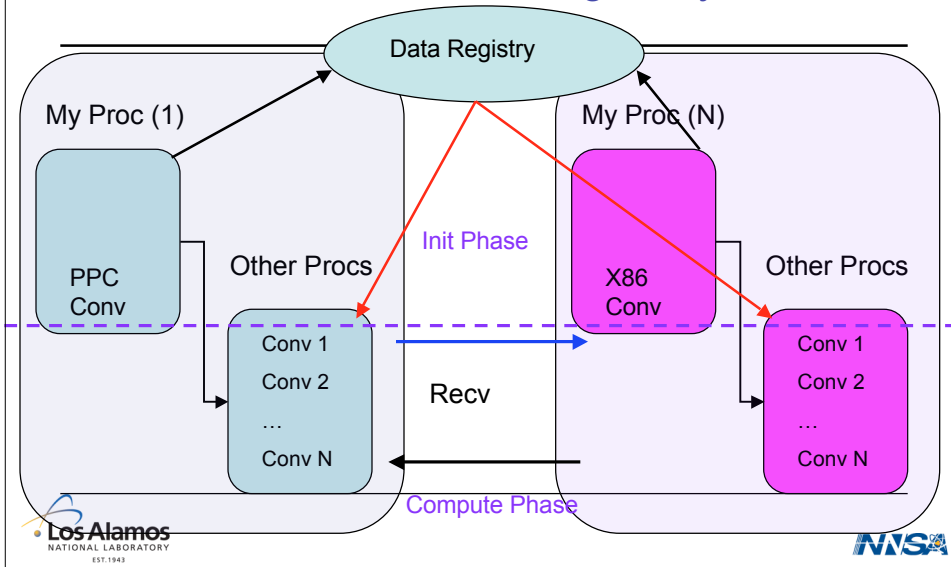 Data Registry
My Proc (1)
My Proc (N)
Init Phase
PPC
Conv
Other Procs
X86
Conv
Other Procs
Conv 1
Conv 2
…
Conv N
Recv
Conv 1
Conv 2
…
Conv N
Compute Phase
Los Alamos
NATIONAL LABORATORY
EST. 1943
NNSA